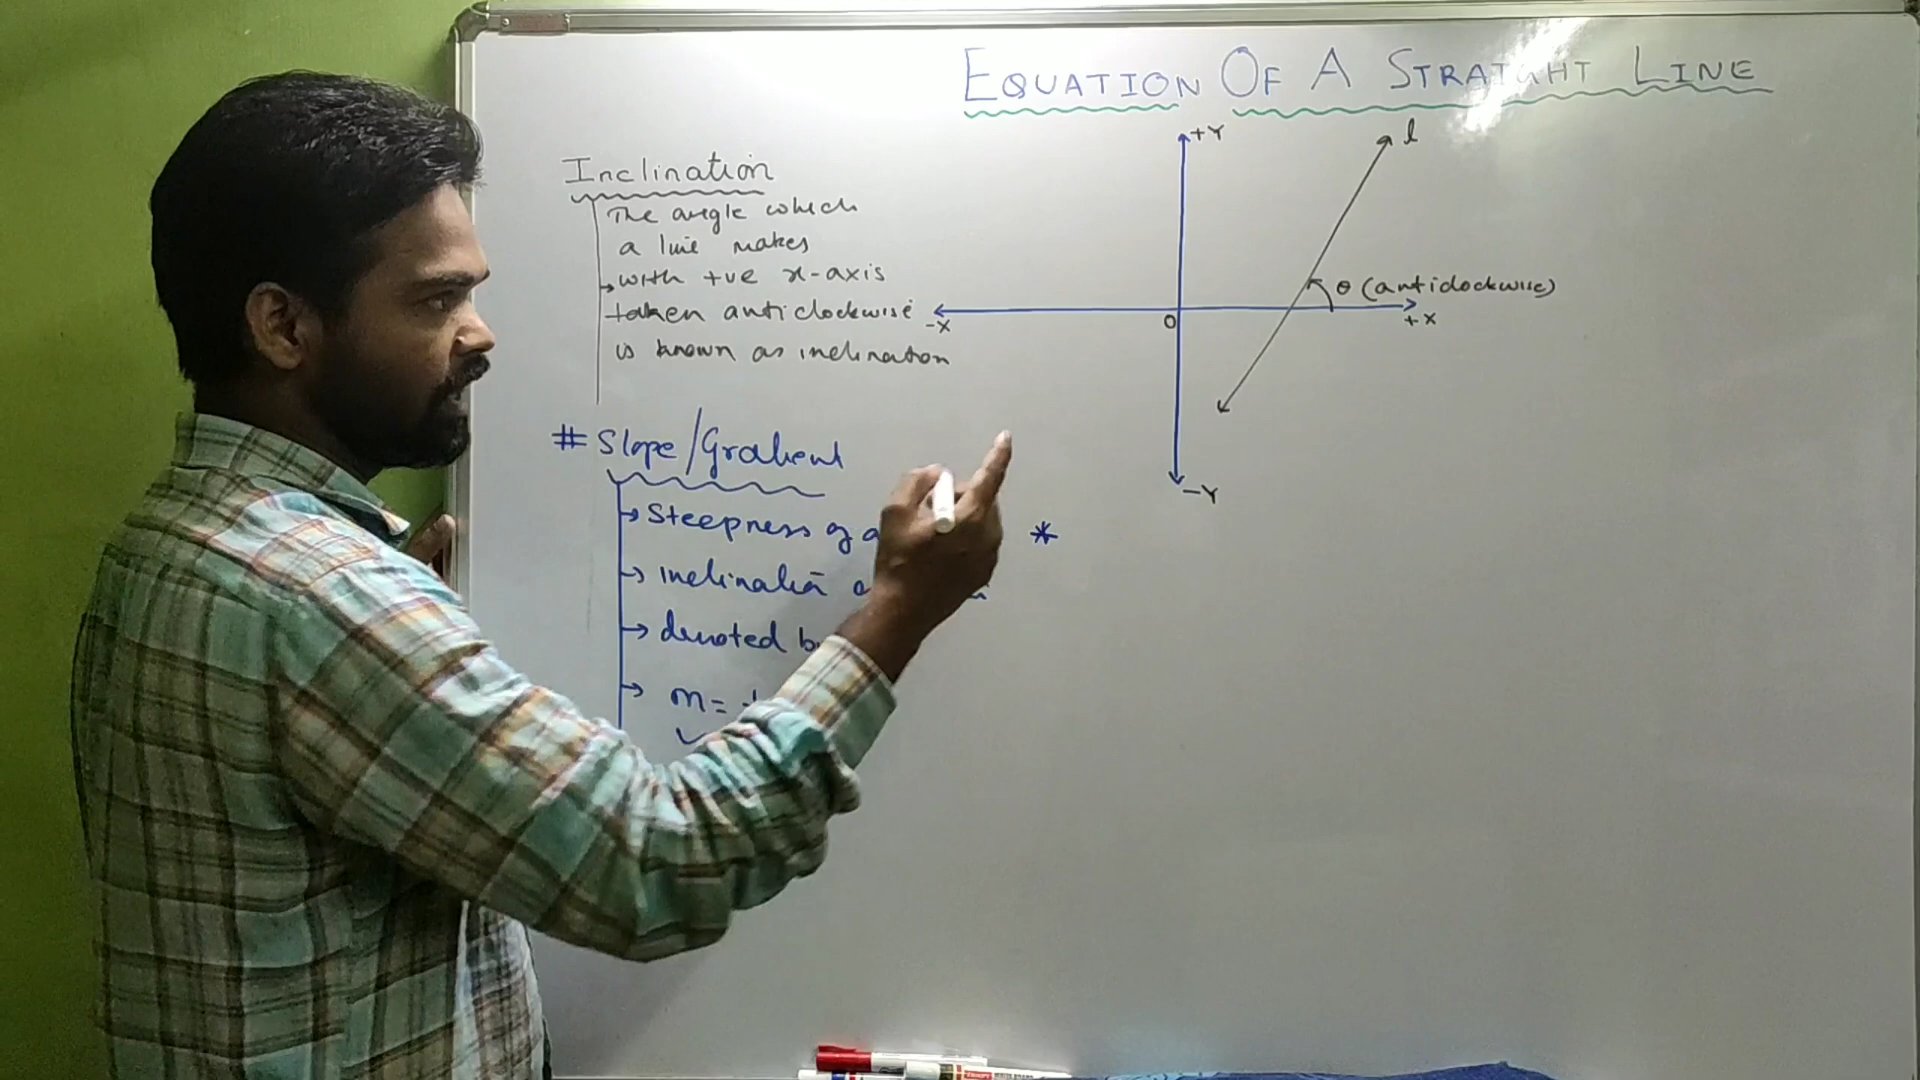 EQUATION OF A STRAIGHT LINE
Inclination
The angle which
a line makes
with +ve x-axis
taken anticlockwise
is known as inclination
+Y
l
θ (anticlockwise)
-X
O
+X
-Y
# Slope/Gradient
Steepness of a
*
inclination
denoted
m =